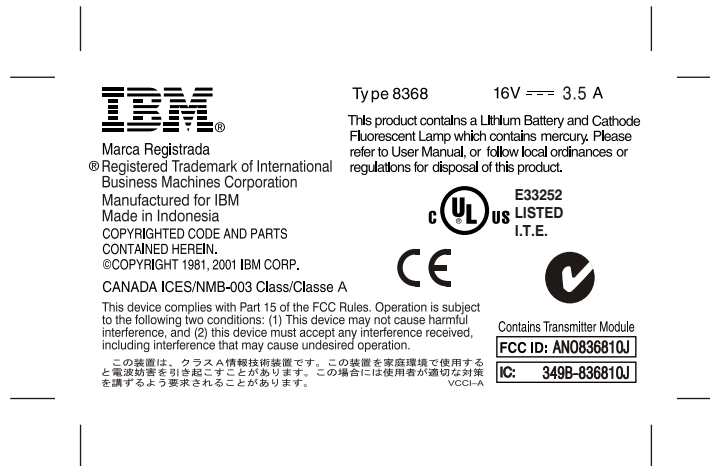 IBM®
Marca Registrada
® Registered Trademark of International
Business Machines Corporation
Manufactured for IBM
Made in Indonesia
COPYRIGHTED CODE AND PARTS
CONTAINED HEREIN.
©COPYRIGHT 1981, 2001 IBM CORP.
CANADA ICES/NMB-003 Class/Classe A
This device complies with Part 15 of the FCC Rules. Operation is subject
to the following two conditions: (1) This device may not cause harmful
interference, and (2) this device must accept any interference received,
including interference that may cause undesired operation.
この装置は、クラスA情報技術装置です。この装置を家庭環境で使用する
と電波妨害を引き起こすことがあります。この場合には使用者が適切な対策
を講ずるよう要求されることがあります。 VCCI–A
Type 8368 16V ⎓ 3.5 A
This product contains a Lithium Battery and Cathode
Fluorescent Lamp which contains mercury. Please
refer to User Manual, or follow local ordinances or
regulations for disposal of this product.
C UL® US
E33252
LISTED
I.T.E.
CE
Contains Transmitter Module
FCC ID: ANO836810J
IC: 349B-836810J